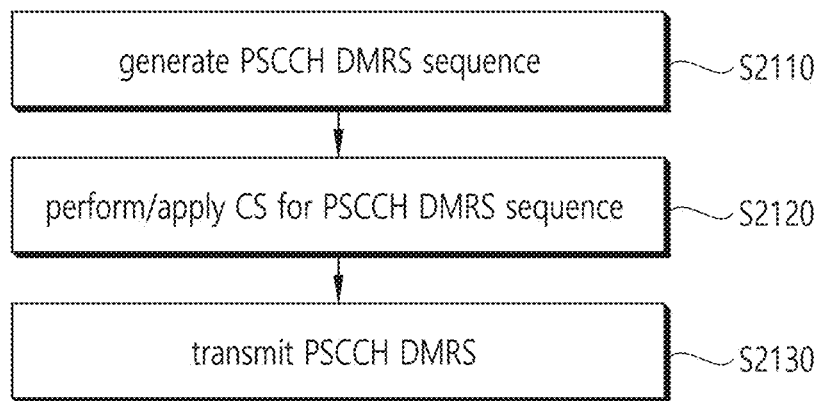 generate PSCCH DMRS sequence
S2110
perform/apply CS for PSCCH DMRS sequence
S2120
transmit PSCCH DMRS
S2130